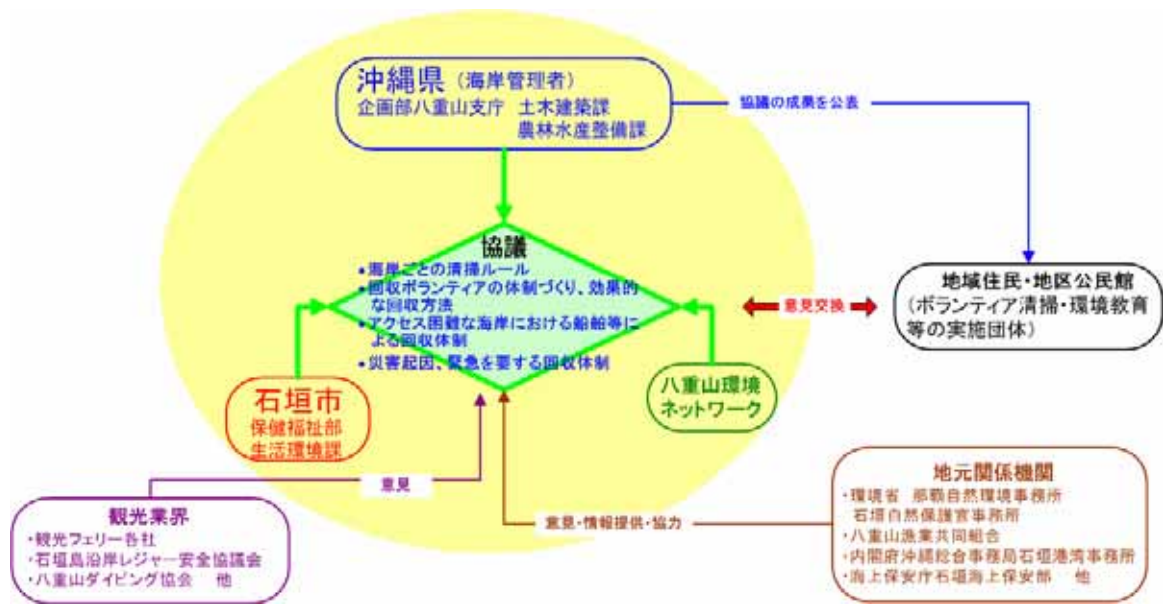 沖縄県（海岸管理者）
企画部八重山支庁　土木建築課
農林水産整備課
協議の成果を公表
協議
•海岸ごとの清掃ルール
•回収ボランティアの体制づくり、効果的
な回収方法
•アクセス困難な海岸における船舶等に
よる回収体制
•災害起因、緊急を要する回収体制
意見交換
地域住民・地区公民館
（ボランティア清掃・環境教育
等の実施団体）
石垣市
保健福祉部
生活環境課
八重山環境
ネットワーク
意見
意見・情報提供・協力
観光業界
・観光フェリー各社
・石垣島沿岸レジャー安全協議会
・八重山ダイビング協会　他
地元関係機関
・環境省　那覇自然環境事務所
石垣自然保護官事務所
・八重山漁業共同組合
・内閣府沖縄総合事務局石垣港湾事務所
・海上保安庁石垣海上保安部　他